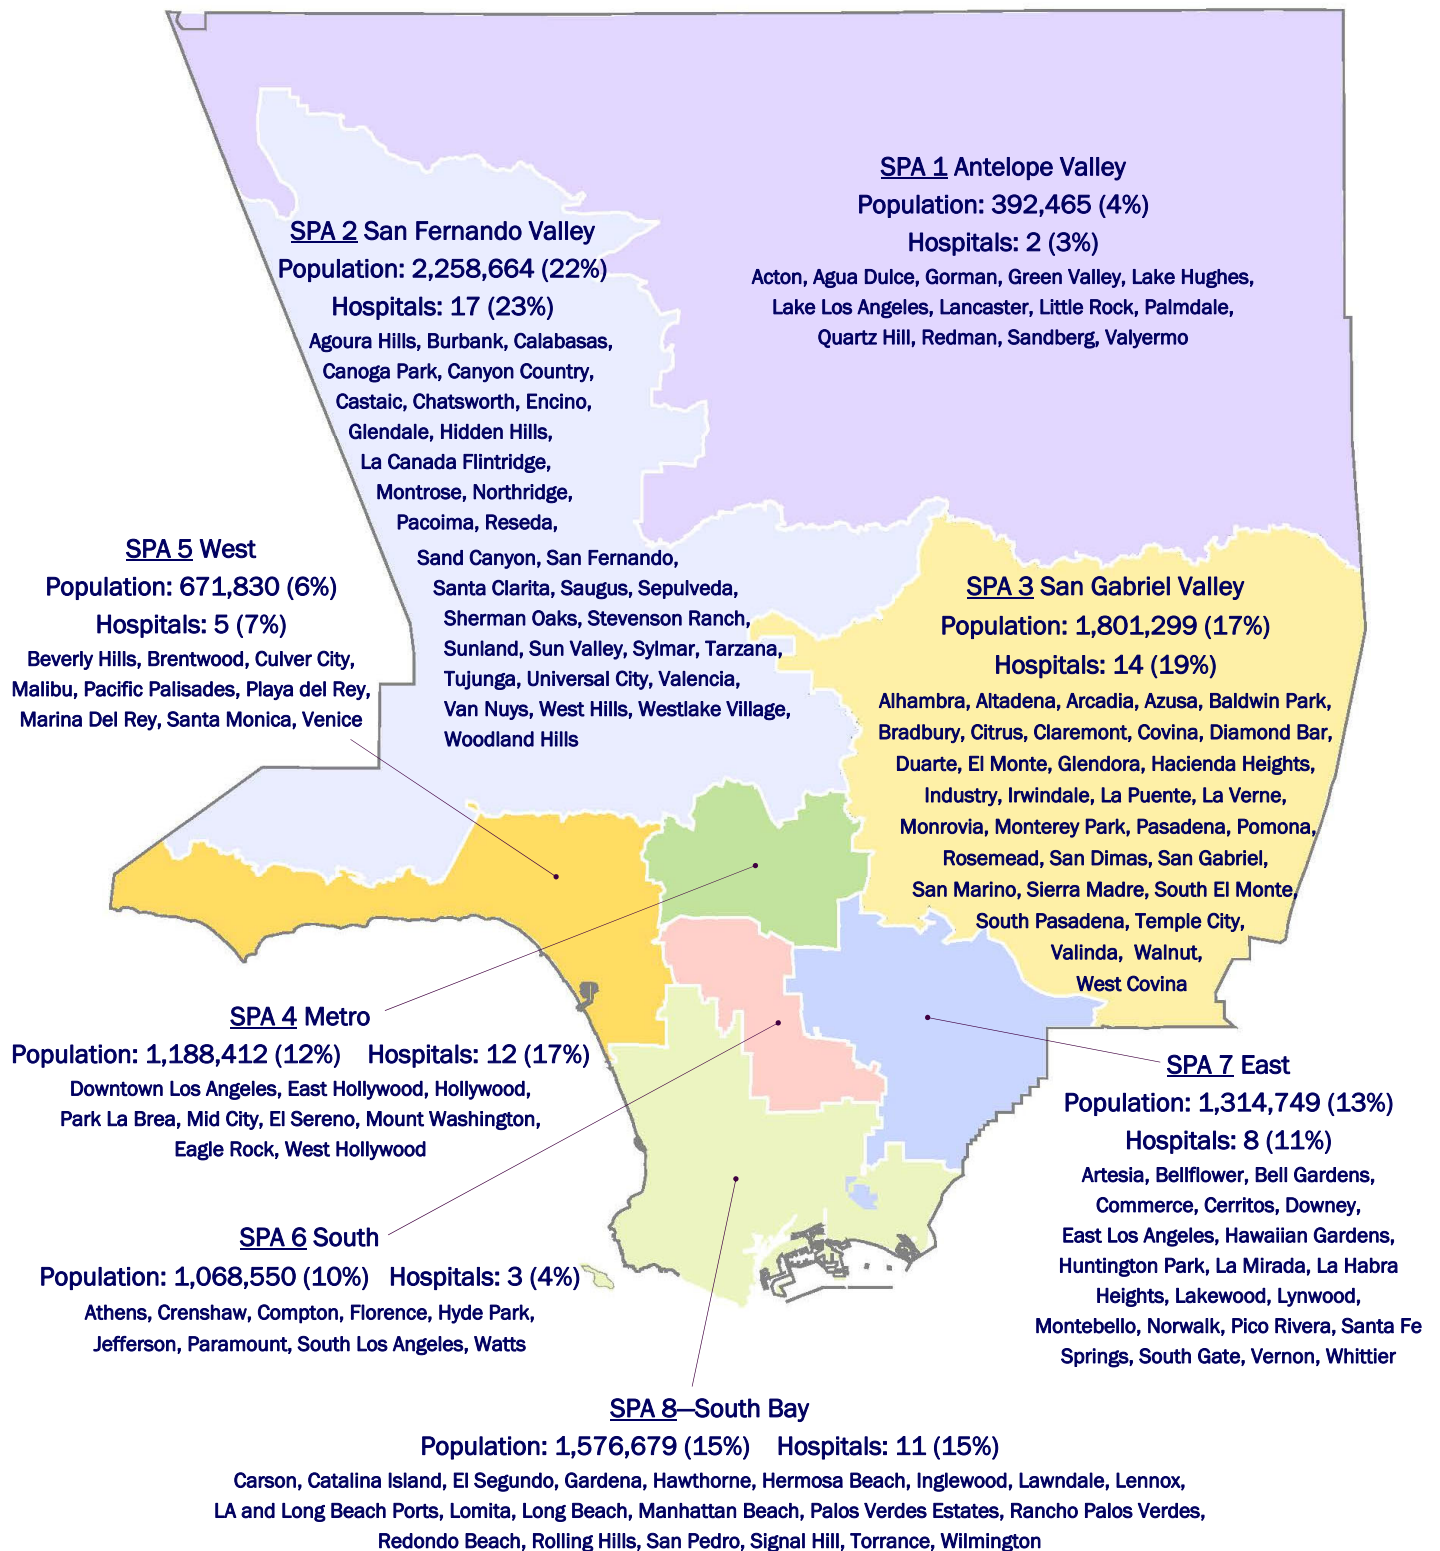 SPA 1 Antelope Valley
Population: 392,465 (4%)
Hospitals: 2 (3%)
Acton, Agua Dulce, Gorman, Green Valley, Lake Hughes,
Lake Los Angeles, Lancaster, Little Rock, Palmdale,
Quartz Hill, Redman, Sandberg, Valyermo
SPA 2 San Fernando Valley
Population: 2,258,664 (22%)
Hospitals: 17 (23%)
Agoura Hills, Burbank, Calabasas,
Canoga Park, Canyon Country,
Castaic, Chatsworth, Encino,
Glendale, Hidden Hills,
La Canada Flintridge,
Montrose, Northridge,
Pacoima, Reseda,
Sand Canyon, San Fernando,
Santa Clarita, Saugus, Sepulveda,
Sherman Oaks, Stevenson Ranch,
Sunland, Sun Valley, Sylmar, Tarzana,
Tujunga, Universal City, Valencia,
Van Nuys, West Hills, Westlake Village,
Woodland Hills
SPA 5 West
Population: 671,830 (6%)
Hospitals: 5 (7%)
Beverly Hills, Brentwood, Culver City,
Malibu, Pacific Palisades, Playa del Rey,
Marina Del Rey, Santa Monica, Venice
SPA 3 San Gabriel Valley
Population: 1,801,299 (17%)
Hospitals: 14 (19%)
Alhambra, Altadena, Arcadia, Azusa, Baldwin Park,
Bradbury, Citrus, Claremont, Covina, Diamond Bar,
Duarte, El Monte, Glendora, Hacienda Heights,
Industry, Irwindale, La Puente, La Verne,
Monrovia, Monterey Park, Pasadena, Pomona,
Rosemead, San Dimas, San Gabriel,
San Marino, Sierra Madre, South El Monte,
South Pasadena, Temple City,
Valinda, Walnut,
West Covina
SPA 4 Metro
Population: 1,188,412 (12%) Hospitals: 12 (17%)
Downtown Los Angeles, East Hollywood, Hollywood,
Park La Brea, Mid City, El Sereno, Mount Washington,
Eagle Rock, West Hollywood
SPA 7 East
Population: 1,314,749 (13%)
Hospitals: 8 (11%)
Artesia, Bellflower, Bell Gardens,
Commerce, Cerritos, Downey,
East Los Angeles, Hawaiian Gardens,
Huntington Park, La Mirada, La Habra
Heights, Lakewood, Lynwood,
Montebello, Norwalk, Pico Rivera, Santa Fe
Springs, South Gate, Vernon, Whittier
SPA 6 South
Population: 1,068,550 (10%) Hospitals: 3 (4%)
Athens, Crenshaw, Compton, Florence, Hyde Park,
Jefferson, Paramount, South Los Angeles, Watts
SPA 8—South Bay
Population: 1,576,679 (15%) Hospitals: 11 (15%)
Carson, Catalina Island, El Segundo, Gardena, Hawthorne, Hermosa Beach, Inglewood, Lawndale, Lennox,
LA and Long Beach Ports, Lomita, Long Beach, Manhattan Beach, Palos Verdes Estates, Rancho Palos Verdes,
Redondo Beach, Rolling Hills, San Pedro, Signal Hill, Torrance, Wilmington